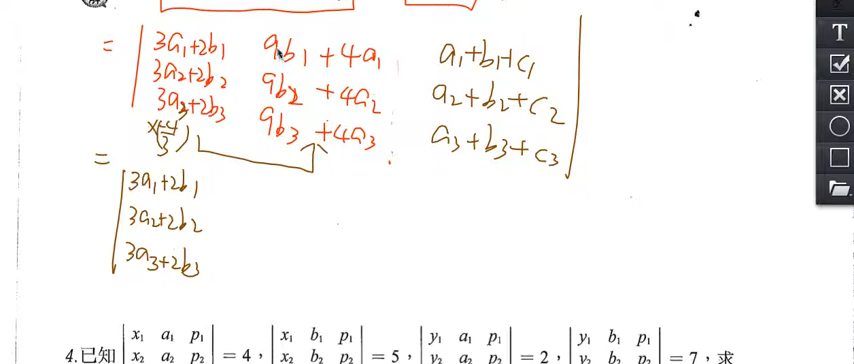 = | 3a₁+2b₁ 9b₁+4a₁ a₁+b₁+c₁ |
| 3a₂+2b₂ 9b₂+4a₂ a₂+b₂+c₂ |
| 3a₃+2b₃ 9b₃+4a₃ a₃+b₃+c₃ |
×(-4/3)
=
| 3a₁+2b₁
| 3a₂+2b₂
| 3a₃+2b₃
4.已知 | x₁ a₁ p₁ | =4, | x₁ b₁ p₁ | =5, | y₁ a₁ p₁ | =2, | y₁ b₁ p₁ | =7,求
| x₂ a₂ p₂ | | x₂ b₂ p₂ | | y₂ a₂ p₂ | | y₂ b₂ p₂ |
T